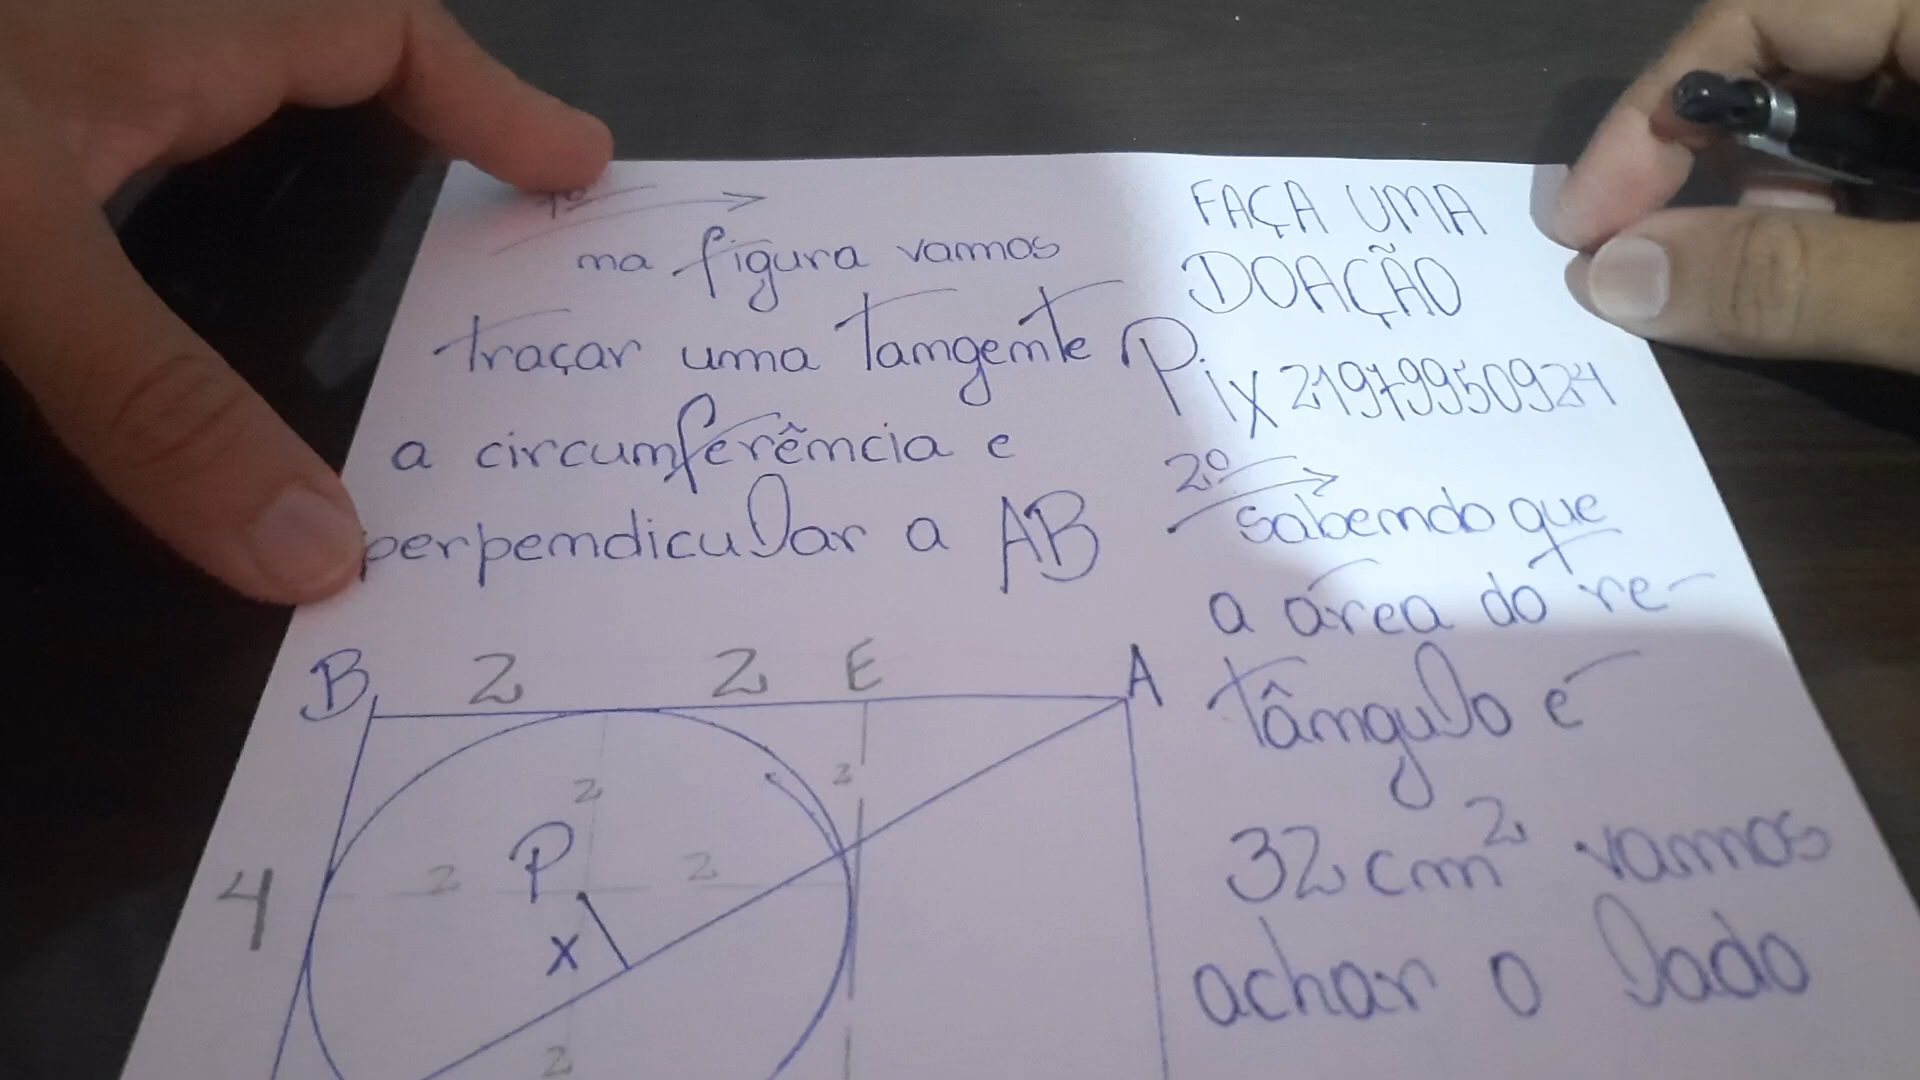 1º
na figura vamos
traçar uma tangente
a circunferência e
perpendicular a AB
FAÇA UMA
DOAÇÃO
Pix 21979950924
2º
sabendo que
a área do re-
tângulo é
32 cm²  vamos
achar o lado
B 2 2 E A
2 2
P
2 2
4
X
2